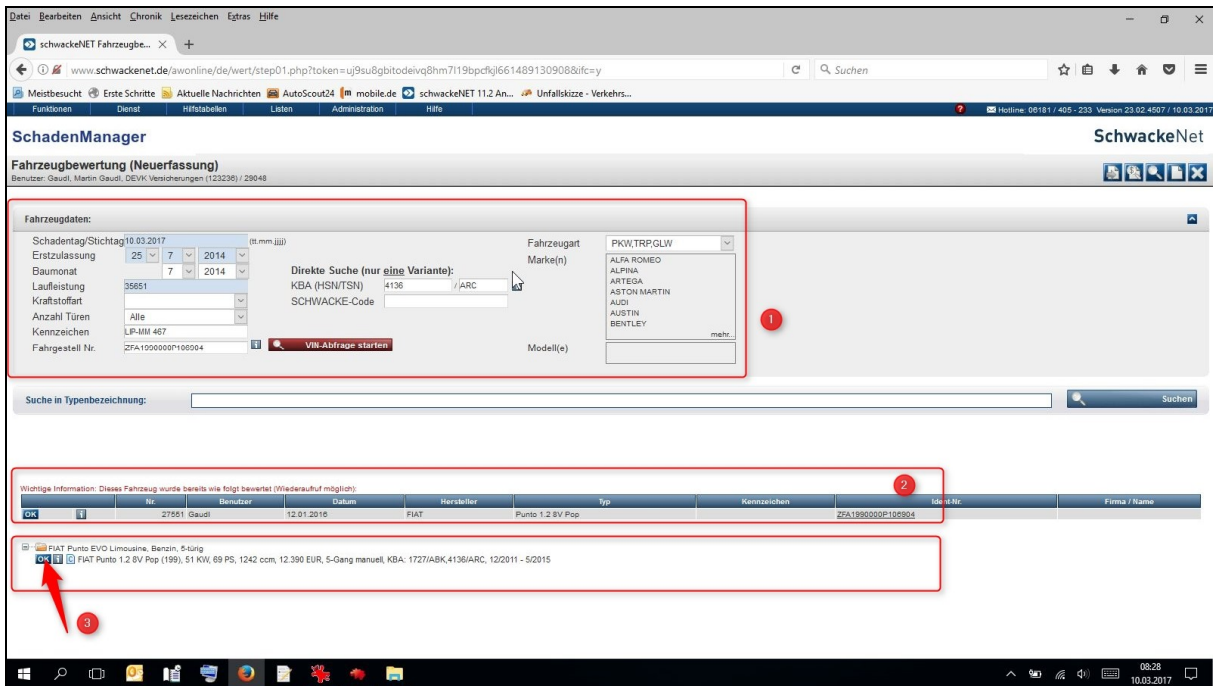 Datei Bearbeiten Ansicht Chronik Lesezeichen Extras Hilfe
schwackeNET Fahrzeugbe...
www.schwackenet.de/awonline/de/wert/step01.php?token=uj9su8gbitodeivq8hm7l19bpcfkjl661489130908&ifc=y
Suchen
Meistbesucht Erste Schritte Aktuelle Nachrichten AutoScout24 mobile.de schwackeNET 11.2 An... Unfallskizze - Verkehrs...
Funktionen Dienst Hilfstabellen Listen Administration Hilfe
Hotline: 06181 / 405 - 233 Version 23.02.4507 / 10.03.2017
SchadenManager
SchwackeNet
Fahrzeugbewertung (Neuerfassung)
Benutzer: Gaudl, Martin Gaudl, DEVK Versicherungen (123236) / 29048
Fahrzeugdaten:
Schadentag/Stichtag 10.03.2017 (tt.mm.jjjj)
Fahrzeugart PKW,TRP,GLW
Erstzulassung 25 7 2014
Marke(n)
ALFA ROMEO
ALPINA
ARTEGA
ASTON MARTIN
AUDI
AUSTIN
BENTLEY
mehr...
Baumonat 7 2014
Direkte Suche (nur eine Variante):
Laufleistung 35651
KBA (HSN/TSN) 4136 / ARC
Kraftstoffart
SCHWACKE-Code
Anzahl Türen Alle
Kennzeichen LIP-MM 467
Fahrgestell Nr. ZFA1990000P106904
VIN-Abfrage starten
Modell(e)
1
Suche in Typenbezeichnung:
Suchen
Wichtige Information: Dieses Fahrzeug wurde bereits wie folgt bewertet (Wiederaufruf möglich):
2
Nr. Benutzer Datum Hersteller Typ Kennzeichen Ident-Nr. Firma / Name
OK i 27551 Gaudl 12.01.2016 FIAT Punto 1.2 8V Pop ZFA1990000P106904
FIAT Punto EVO Limousine, Benzin, 5-türig
OK i C FIAT Punto 1.2 8V Pop (199), 51 KW, 69 PS, 1242 ccm, 12.390 EUR, 5-Gang manuell, KBA: 1727/ABK,4136/ARC, 12/2011 - 5/2015
3
08:28
10.03.2017